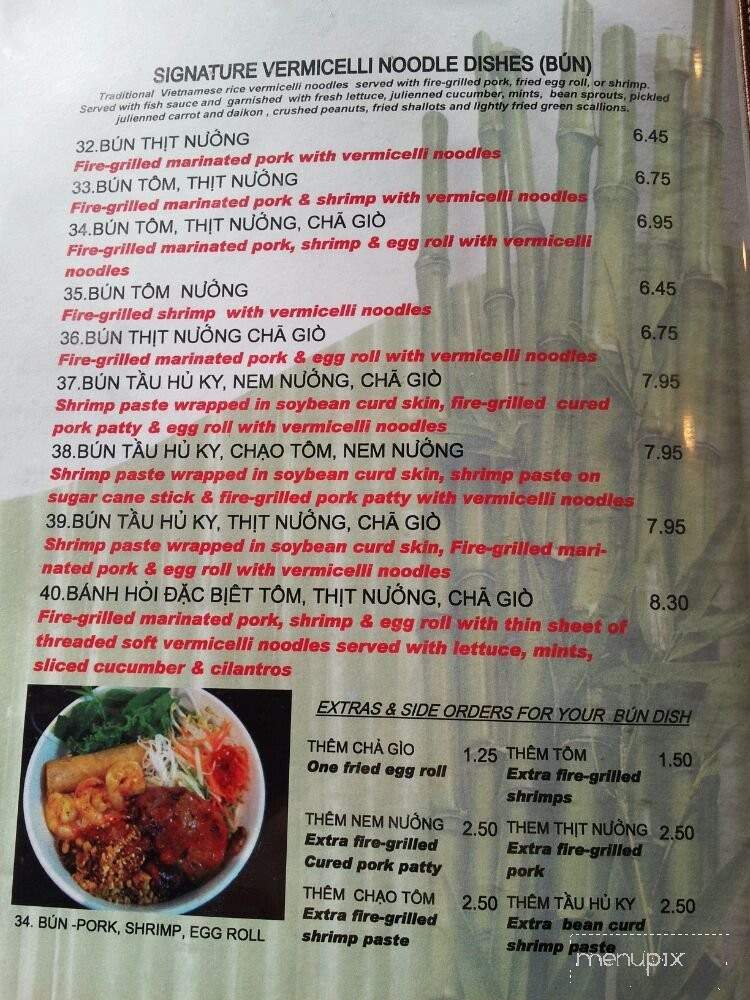 SIGNATURE VERMICELLI NOODLE DISHES (BÚN)
Traditional Vietnamese rice vermicelli noodles served with fire-grilled pork, fried egg roll, or shrimp.
Served with fish sauce and garnished with fresh lettuce, julienned cucumber, mints, bean sprouts, pickled
julienned carrot and daikon , crushed peanuts, fried shallots and lightly fried green scallions.
32.BÚN THỊT NƯỞNG 6.45
Fire-grilled marinated pork with vermicelli noodles
33.BÚN TÔM, THỊT NƯỚNG 6.75
Fire-grilled marinated pork & shrimp with vermicelli noodles
34.BÚN TÔM, THỊT NƯỚNG, CHÃ GIÒ 6.95
Fire-grilled marinated pork, shrimp & egg roll with vermicelli
noodles
35.BÚN TÔM NƯỚNG 6.45
Fire-grilled shrimp with vermicelli noodles
36.BÚN THỊT NƯỚNG CHÃ GIÒ 6.75
Fire-grilled marinated pork & egg roll with vermicelli noodles
37.BÚN TẦU HỦ KY, NEM NƯỚNG, CHÃ GIÒ 7.95
Shrimp paste wrapped in soybean curd skin, fire-grilled cured
pork patty & egg roll with vermicelli noodles
38.BÚN TẦU HỦ KY, CHẠO TÔM, NEM NƯỚNG 7.95
Shrimp paste wrapped in soybean curd skin, shrimp paste on
sugar cane stick & fire-grilled pork patty with vermicelli noodles
39.BÚN TẦU HỦ KY, THỊT NƯỚNG, CHÃ GIÒ 7.95
Shrimp paste wrapped in soybean curd skin, Fire-grilled mari-
nated pork & egg roll with vermicelli noodles
40.BÁNH HỎI ĐẶC BỊÊT TÔM, THỊT NƯỚNG, CHÃ GIÒ 8.30
Fire-grilled marinated pork, shrimp & egg roll with thin sheet of
threaded soft vermicelli noodles served with lettuce, mints,
sliced cucumber & cilantros
EXTRAS & SIDE ORDERS FOR YOUR BÚN DISH
THÊM CHẢ GÌO 1.25
One fried egg roll
THÊM TÔM 1.50
Extra fire-grilled
shrimps
THÊM NEM NƯỚNG 2.50
Extra fire-grilled
Cured pork patty
THEM THỊT NƯỚNG 2.50
Extra fire-grilled
pork
THÊM CHẠO TÔM 2.50
Extra fire-grilled
shrimp paste
THÊM TẦU HỦ KY 2.50
Extra bean curd
shrimp paste
34. BÚN -PORK, SHRIMP, EGG ROLL
menupix